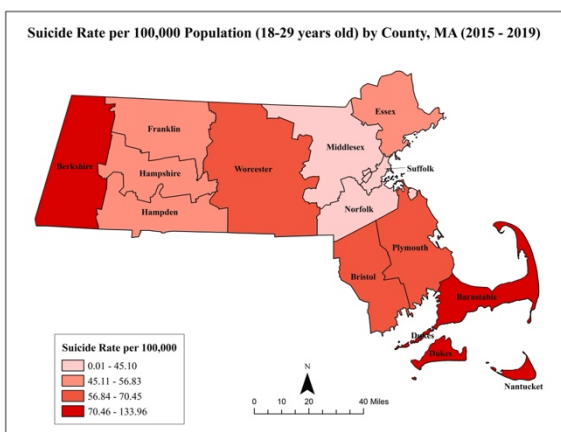 Suicide Rate per 100,000 Population (18-29 years old) by County, MA (2015 - 2019)
Essex
Franklin
Middlesex
Berkshire
Worcester
Suffolk
Hampshire
Hampden
Norfolk
Plymouth
Bristol
Barnstable
Dukes
Dukes
Nantucket
Suicide Rate per 100,000
0.01 - 45.10
45.11 - 56.83
56.84 - 70.45
70.46 - 133.96
N
0 10 20 40 Miles